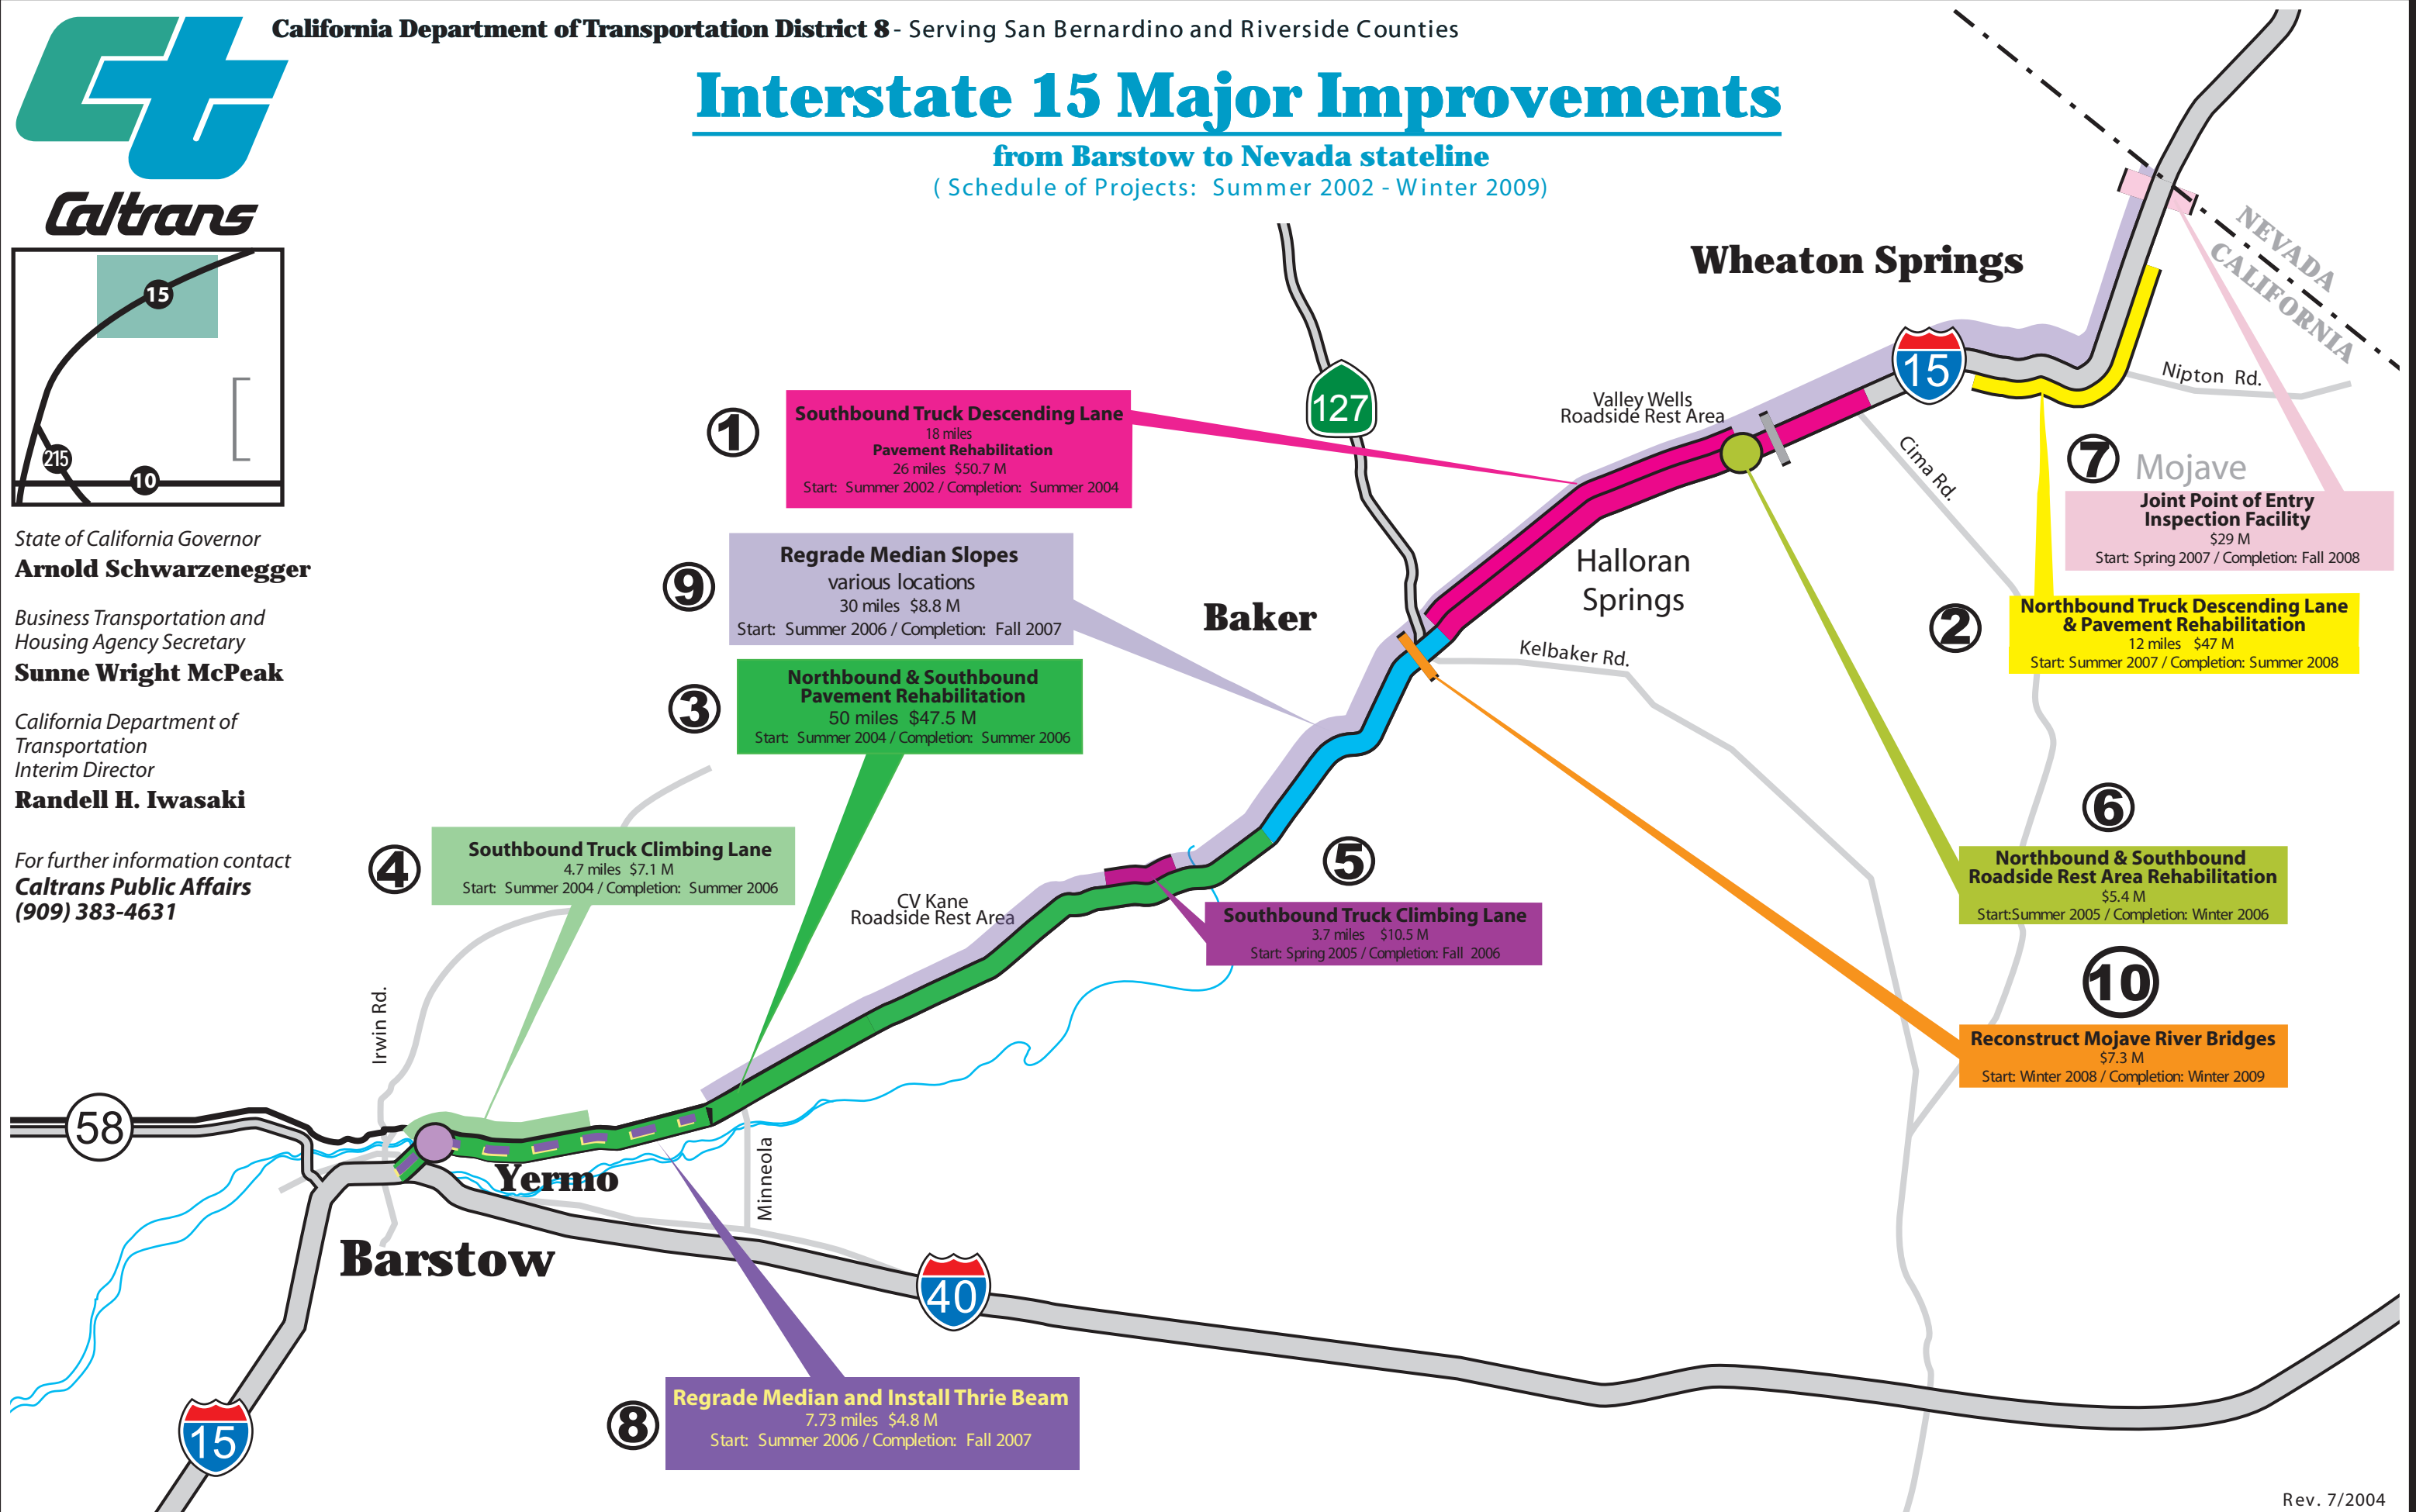 California Department of Transportation District 8 - Serving San Bernardino and Riverside Counties
Interstate 15 Major Improvements
from Barstow to Nevada stateline
( Schedule of Projects: Summer 2002 - Winter 2009)
Caltrans
15
215
10
State of California Governor
Arnold Schwarzenegger
Business Transportation and
Housing Agency Secretary
Sunne Wright McPeak
California Department of
Transportation
Interim Director
Randell H. Iwasaki
For further information contact
Caltrans Public Affairs
(909) 383-4631
NEVADA
CALIFORNIA
Wheaton Springs
15
Nipton Rd.
Valley Wells
Roadside Rest Area
Cima Rd.
127
1
Southbound Truck Descending Lane
18 miles
Pavement Rehabilitation
26 miles $50.7 M
Start: Summer 2002 / Completion: Summer 2004
7
Mojave
Joint Point of Entry
Inspection Facility
$29 M
Start: Spring 2007 / Completion: Fall 2008
9
Regrade Median Slopes
various locations
30 miles $8.8 M
Start: Summer 2006 / Completion: Fall 2007
Baker
Halloran
Springs
Kelbaker Rd.
2
Northbound Truck Descending Lane
& Pavement Rehabilitation
12 miles $47 M
Start: Summer 2007 / Completion: Summer 2008
3
Northbound & Southbound
Pavement Rehabilitation
50 miles $47.5 M
Start: Summer 2004 / Completion: Summer 2006
4
Southbound Truck Climbing Lane
4.7 miles $7.1 M
Start: Summer 2004 / Completion: Summer 2006
CV Kane
Roadside Rest Area
5
Southbound Truck Climbing Lane
3.7 miles $10.5 M
Start: Spring 2005 / Completion: Fall 2006
6
Northbound & Southbound
Roadside Rest Area Rehabilitation
$5.4 M
Start:Summer 2005 / Completion: Winter 2006
10
Reconstruct Mojave River Bridges
$7.3 M
Start: Winter 2008 / Completion: Winter 2009
Irwin Rd.
58
Yermo
Minneola
Barstow
40
15
8
Regrade Median and Install Thrie Beam
7.73 miles $4.8 M
Start: Summer 2006 / Completion: Fall 2007
Rev. 7/2004